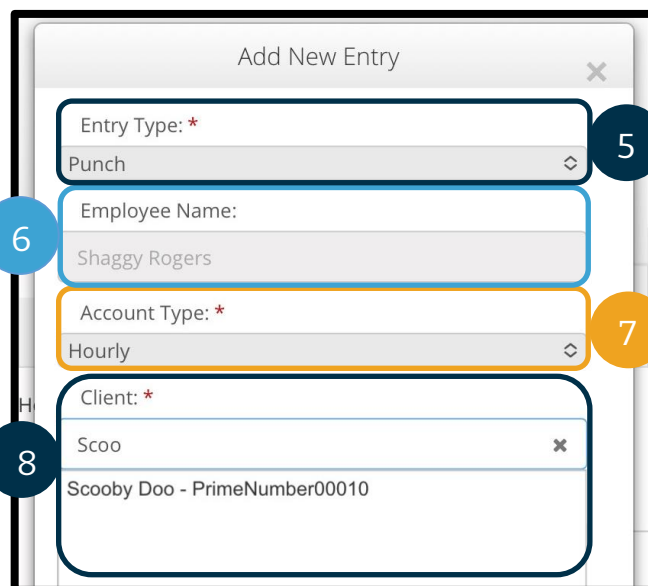 Add New Entry
Entry Type: *
5
Punch
6
Employee Name:
Shaggy Rogers
Account Type: *
7
Hourly
Client: *
8
Scoo
Scooby Doo - PrimeNumber00010